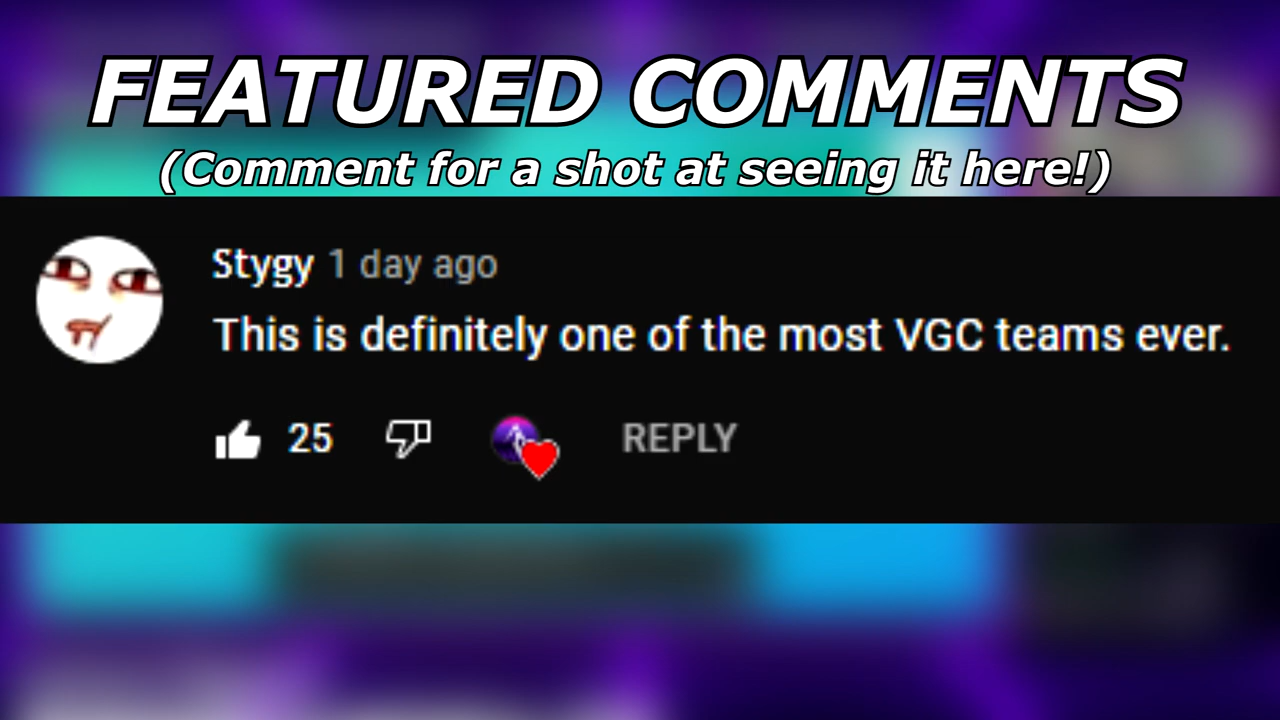 FEATURED COMMENTS
(Comment for a shot at seeing it here!)
Stygy 1 day ago
This is definitely one of the most VGC teams ever.
25 REPLY